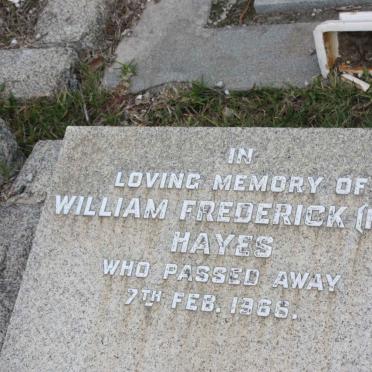 IN
LOVING MEMORY OF
WILLIAM FREDERICK
HAYES
WHO PASSED AWAY
7TH FEB. 1966.